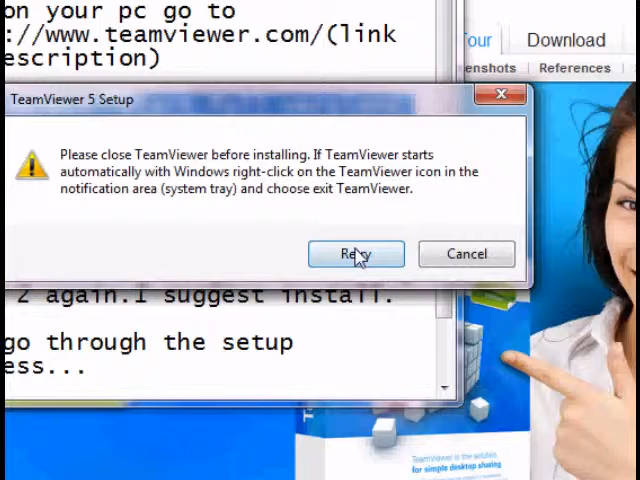 on your pc go to
://www.teamviewer.com/(link
escription)
Tour
Download
enshots
References
TeamViewer 5 Setup
Please close TeamViewer before installing. If TeamViewer starts
automatically with Windows right-click on the TeamViewer icon in the
notification area (system tray) and choose exit TeamViewer.
Retry
Cancel
2 again.I suggest install.
go through the setup
ess...
TeamViewer is the solution
for simple desktop sharing